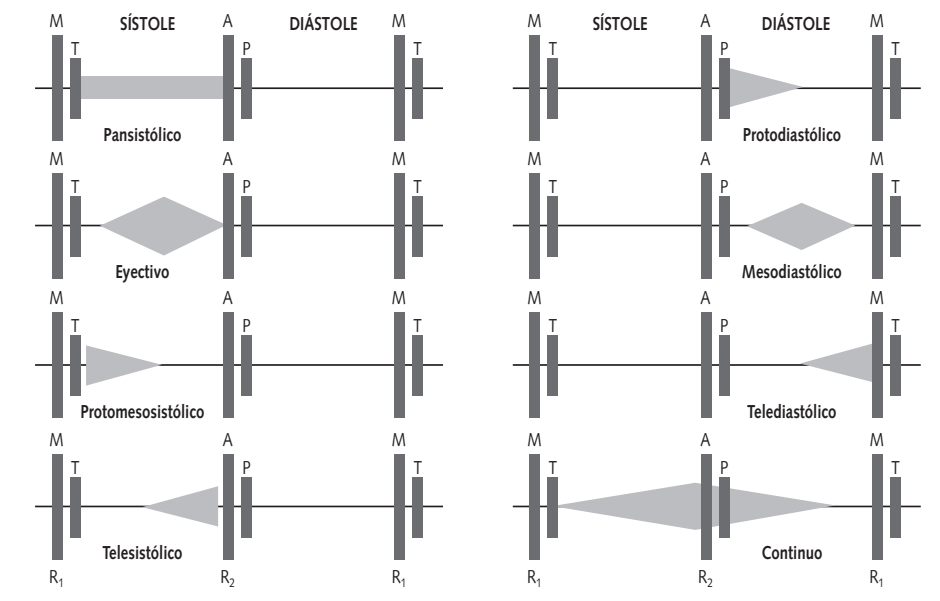 M SÍSTOLE A DIÁSTOLE M
T P T
Pansistólico
M A M
T P T
Eyectivo
M A M
T P T
Protomesosistólico
M A M
T P T
Telesistólico
R₁ R₂ R₁
M SÍSTOLE A DIÁSTOLE M
T P T
Protodiastólico
M A M
T P T
Mesodiastólico
M A M
T P T
Telediastólico
M A M
T P T
Continuo
R₁ R₂ R₁